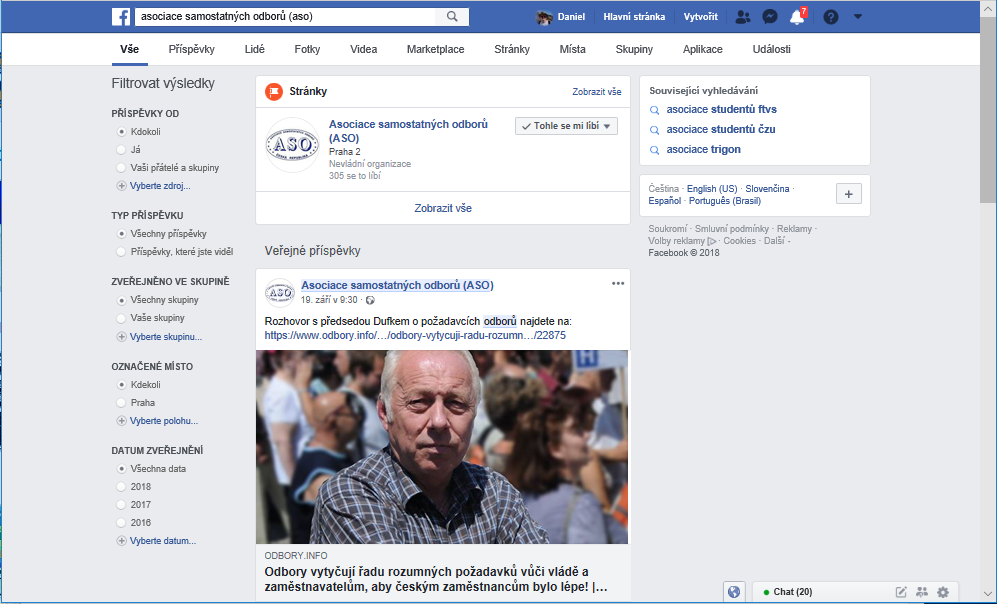 asociace samostatných odborů (aso)
Daniel
Hlavní stránka
Vytvořit
7
Vše
Příspěvky
Lidé
Fotky
Videa
Marketplace
Stránky
Místa
Skupiny
Aplikace
Události
Filtrovat výsledky
PŘÍSPĚVKY OD
Kdokoli
Já
Vaši přátelé a skupiny
Vyberte zdroj...
TYP PŘÍSPĚVKU
Všechny příspěvky
Příspěvky, které jste viděl
ZVEŘEJNĚNO VE SKUPINĚ
Všechny skupiny
Vaše skupiny
Vyberte skupinu...
OZNAČENÉ MÍSTO
Kdekoli
Praha
Vyberte polohu...
DATUM ZVEŘEJNĚNÍ
Všechna data
2018
2017
2016
Vyberte datum...
Stránky
Zobrazit vše
ASO
Asociace samostatných odborů
(ASO)
Praha 2
Nevládní organizace
305 se to líbí
Tohle se mi líbí
Zobrazit vše
Veřejné příspěvky
ASO
Asociace samostatných odborů (ASO)
19. září v 9:30 ·
Rozhovor s předsedou Dufkem o požadavcích odborů najdete na:
https://www.odbory.info/…/odbory-vytycuji-radu-rozumn…/22875
H
ODBORY.INFO
Odbory vytyčují řadu rozumných požadavků vůči vládě a
zaměstnavatelům, aby českým zaměstnancům bylo lépe! |…
Související vyhledávání
asociace studentů ftvs
asociace studentů čzu
asociace trigon
Čeština · English (US) · Slovenčina ·
Español · Português (Brasil)
+
Soukromí · Smluvní podmínky · Reklamy ·
Volby reklamy · Cookies · Další ·
Facebook © 2018
Chat (20)